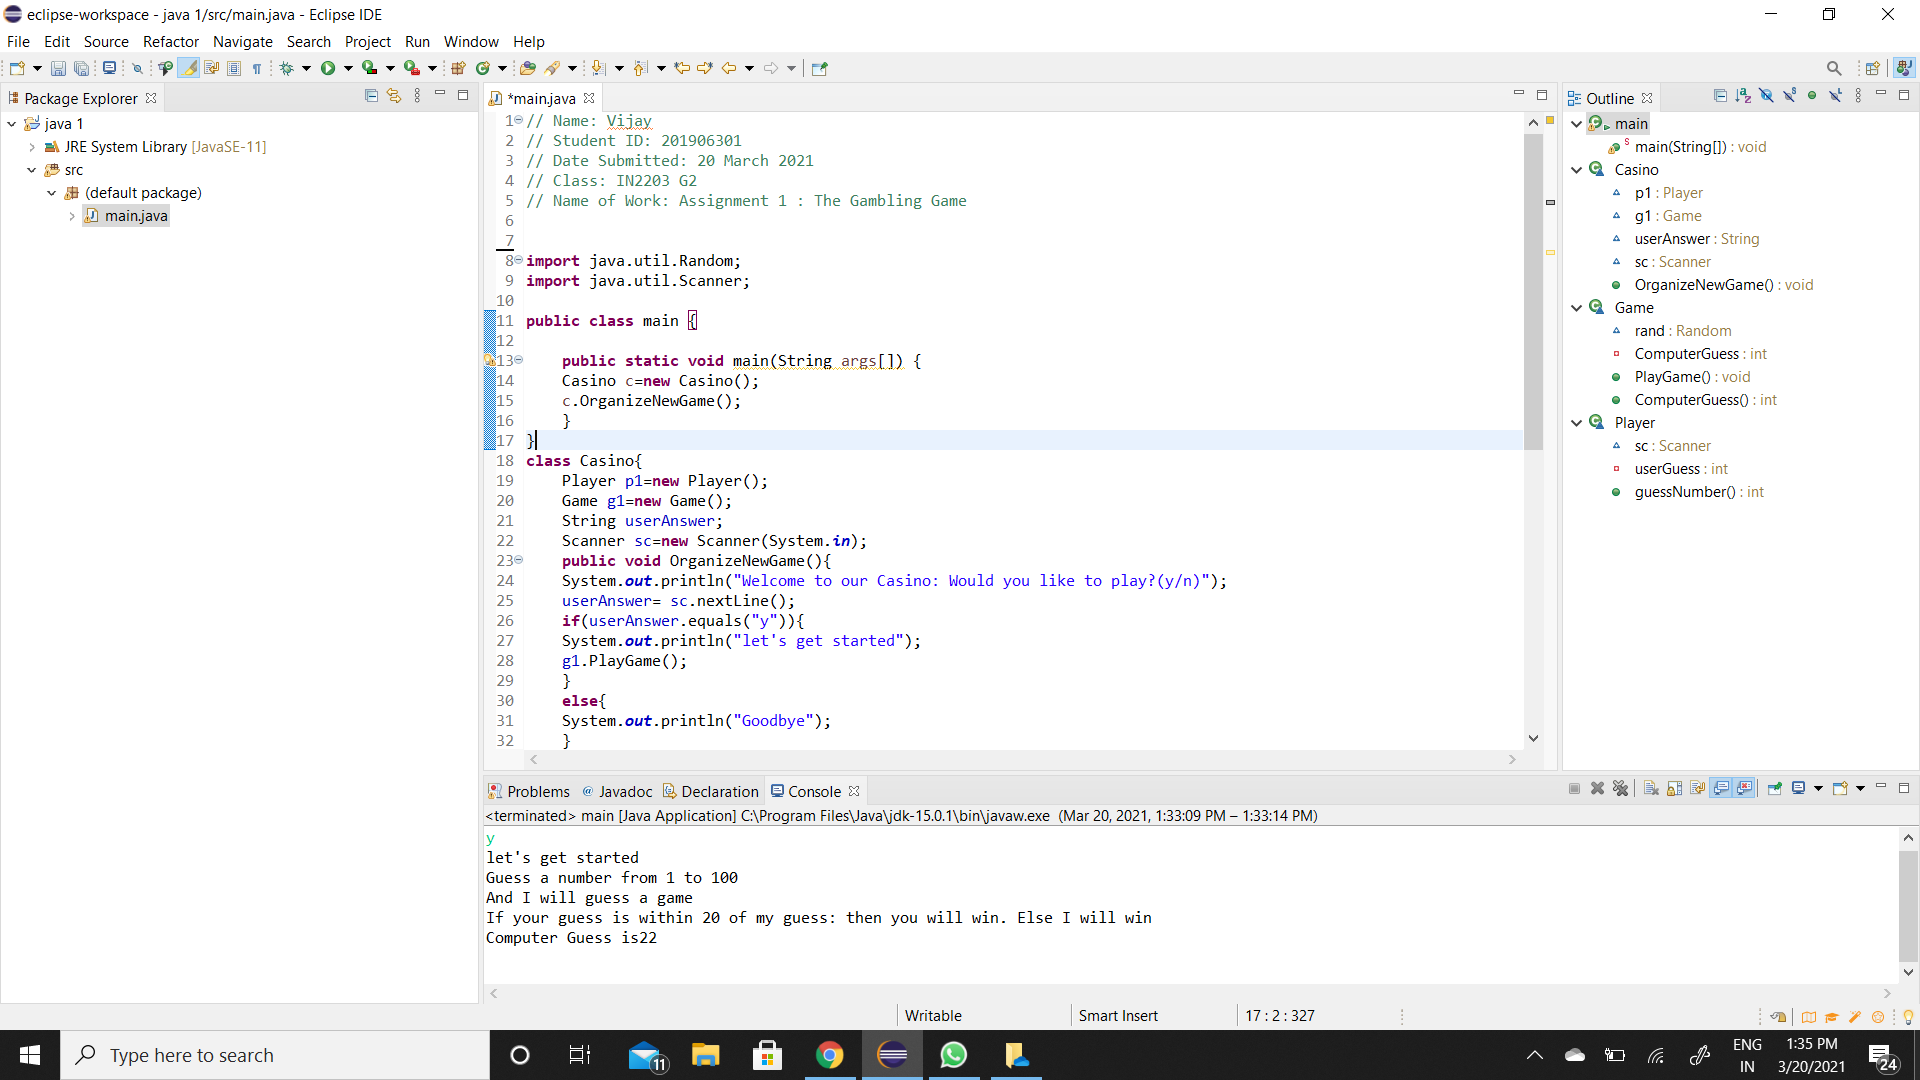 eclipse-workspace - java 1/src/main.java - Eclipse IDE
File Edit Source Refactor Navigate Search Project Run Window Help
Package Explorer
java 1
JRE System Library [JavaSE-11]
src
(default package)
main.java
*main.java
1 // Name: Vijay
2 // Student ID: 201906301
3 // Date Submitted: 20 March 2021
4 // Class: IN2203 G2
5 // Name of Work: Assignment 1 : The Gambling Game
6
7
8 import java.util.Random;
9 import java.util.Scanner;
10
11 public class main {
12
13 public static void main(String args[]) {
14 Casino c=new Casino();
15 c.OrganizeNewGame();
16 }
17 }
18 class Casino{
19 Player p1=new Player();
20 Game g1=new Game();
21 String userAnswer;
22 Scanner sc=new Scanner(System.in);
23 public void OrganizeNewGame(){
24 System.out.println("Welcome to our Casino: Would you like to play?(y/n)");
25 userAnswer= sc.nextLine();
26 if(userAnswer.equals("y")){
27 System.out.println("let's get started");
28 g1.PlayGame();
29 }
30 else{
31 System.out.println("Goodbye");
32 }
Outline
main
main(String[]) : void
Casino
p1 : Player
g1 : Game
userAnswer : String
sc : Scanner
OrganizeNewGame() : void
Game
rand : Random
ComputerGuess : int
PlayGame() : void
ComputerGuess() : int
Player
sc : Scanner
userGuess : int
guessNumber() : int
Problems @ Javadoc Declaration Console
<terminated> main [Java Application] C:\Program Files\Java\jdk-15.0.1\bin\javaw.exe (Mar 20, 2021, 1:33:09 PM – 1:33:14 PM)
y
let's get started
Guess a number from 1 to 100
And I will guess a game
If your guess is within 20 of my guess: then you will win. Else I will win
Computer Guess is22
Writable Smart Insert 17 : 2 : 327
Type here to search
11
ENG
IN
1:35 PM
3/20/2021
24